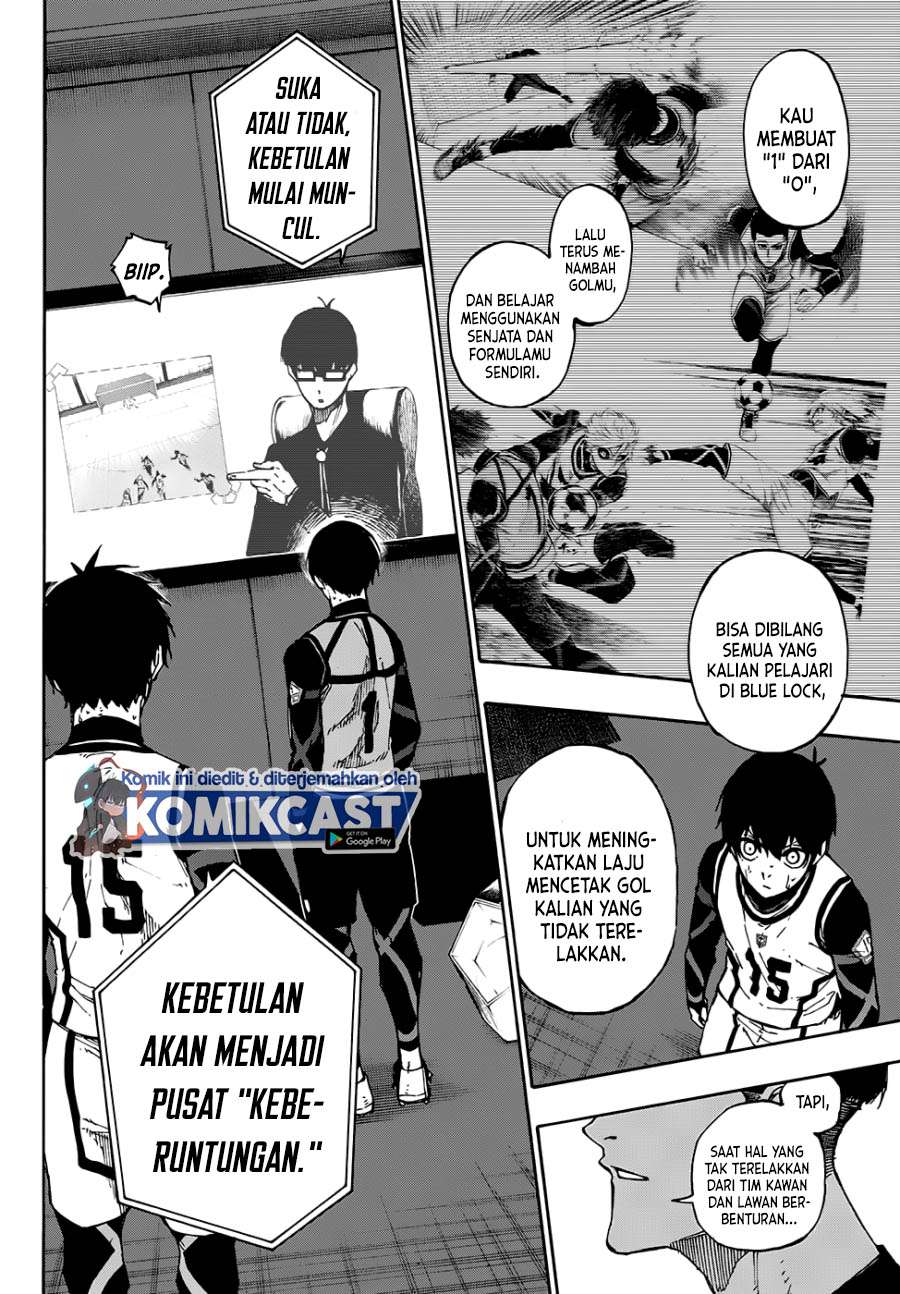 KAU
MEMBUAT
"1" DARI
"0",
LALU
TERUS ME-
NAMBAH
GOLMU,
DAN BELAJAR
MENGGUNAKAN
SENJATA DAN
FORMULAMU
SENDIRI.
BISA DIBILANG
SEMUA YANG
KALIAN PELAJARI
DI BLUE LOCK,
UNTUK MENING-
KATKAN LAJU
MENCETAK GOL
KALIAN YANG
TIDAK TERE-
LAKKAN.
15
TAPI,
SAAT HAL YANG
TAK TERELAKKAN
DARI TIM KAWAN
DAN LAWAN BER-
BENTURAN...
SUKA
ATAU TIDAK,
KEBETULAN
MULAI MUN-
CUL.
BIIP.
1
Komik ini diedit & diterjemahkan oleh
KOMIKCAST
GET IT ON
Google Play
15
KEBETULAN
AKAN MENJADI
PUSAT "KEBE-
RUNTUNGAN."